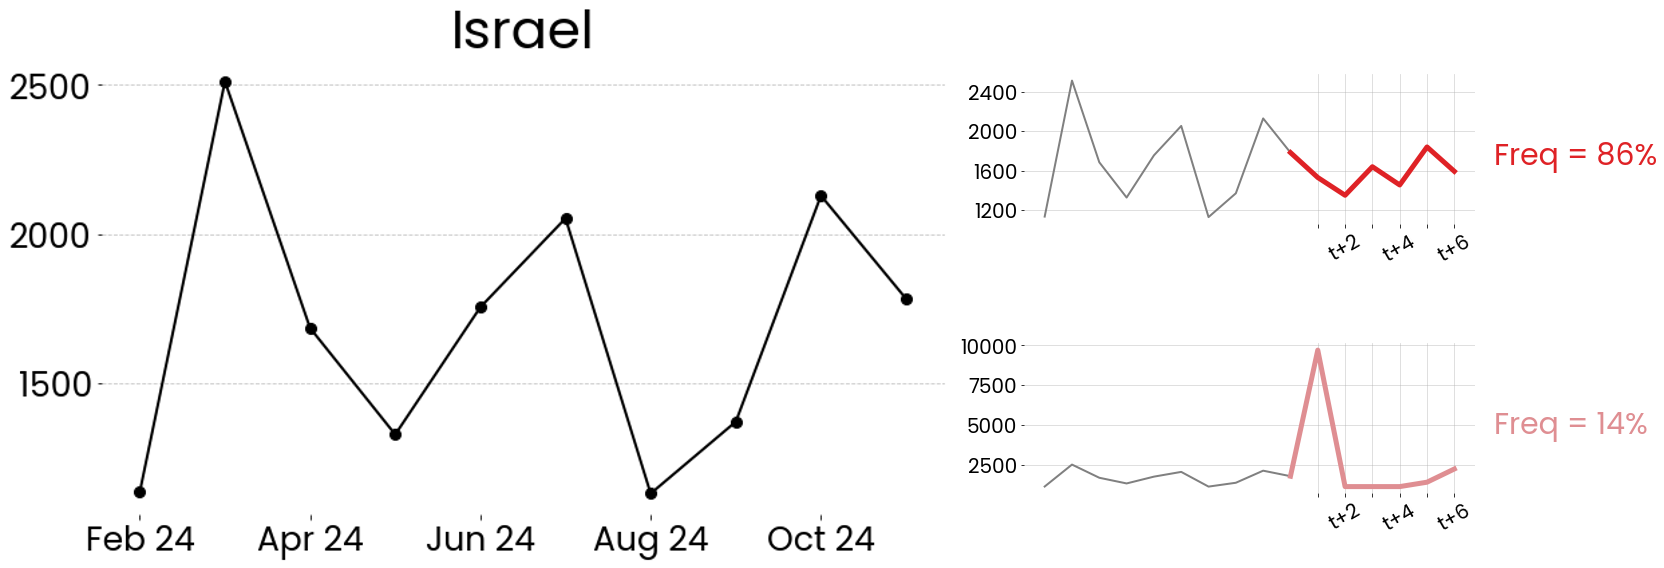 Israel
2500
2000
1500
Feb 24
Apr 24
Jun 24
Aug 24
Oct 24
2400
2000
1600
1200
t+2
t+4
t+6
Freq = 86%
10000
7500
5000
2500
t+2
t+4
t+6
Freq = 14%